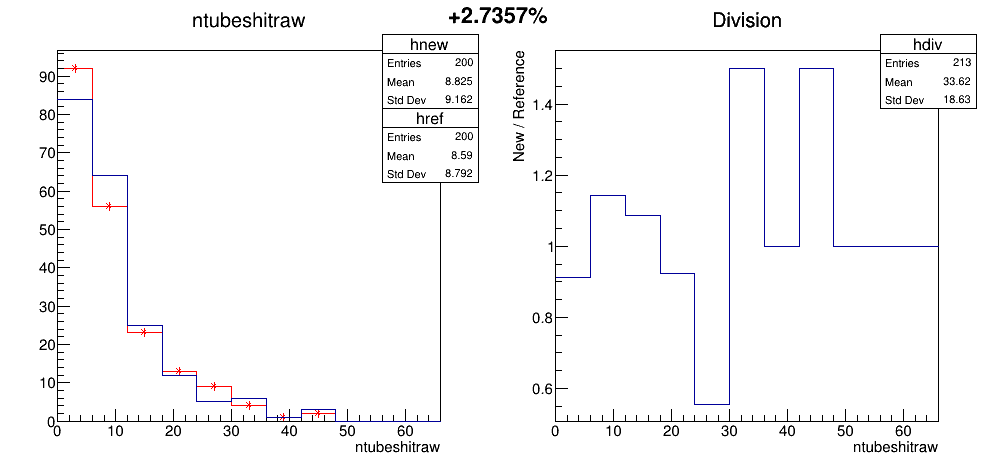 +2.7357%
ntubeshitraw
hnew
Entries 200
Mean 8.825
Std Dev 9.162
href
Entries 200
Mean 8.59
Std Dev 8.792
90
80
70
60
50
40
30
20
10
0
0 10 20 30 40 50 60
ntubeshitraw
Division
hdiv
Entries 213
Mean 33.62
Std Dev 18.63
New / Reference
1.4
1.2
1
0.8
0.6
0 10 20 30 40 50 60
ntubeshitraw